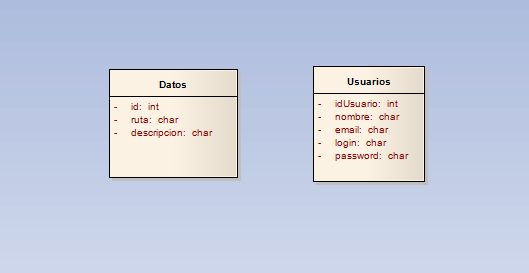 Datos
- id: int
- ruta: char
- descripcion: char
Usuarios
- idUsuario: int
- nombre: char
- email: char
- login: char
- password: char